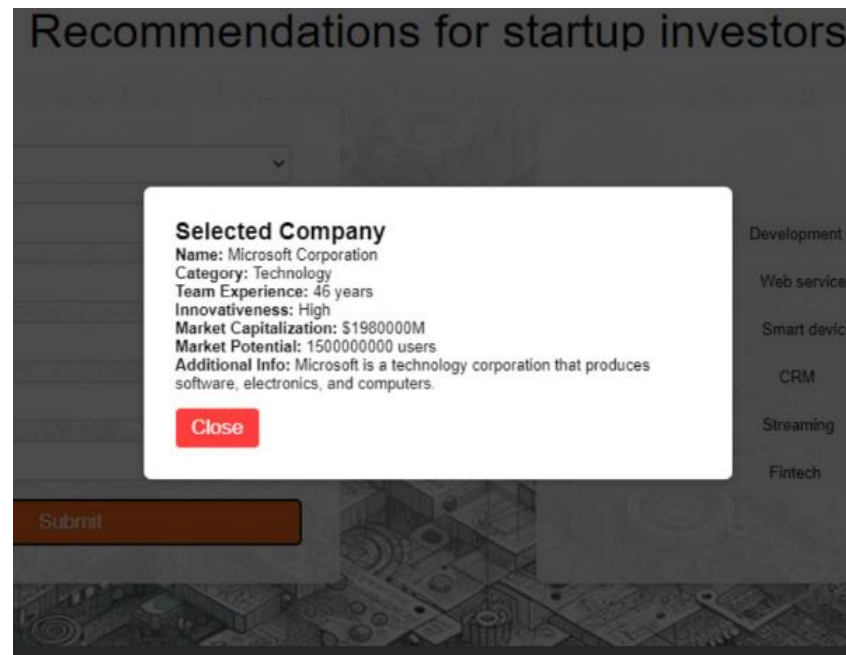 Recommendations for startup investors
Selected Company
Name: Microsoft Corporation
Category: Technology
Team Experience: 46 years
Innovativeness: High
Market Capitalization: $1980000M
Market Potential: 1500000000 users
Additional Info: Microsoft is a technology corporation that produces
software, electronics, and computers.
Close
Development
Web service
Smart devic
CRM
Streaming
Fintech
Submit